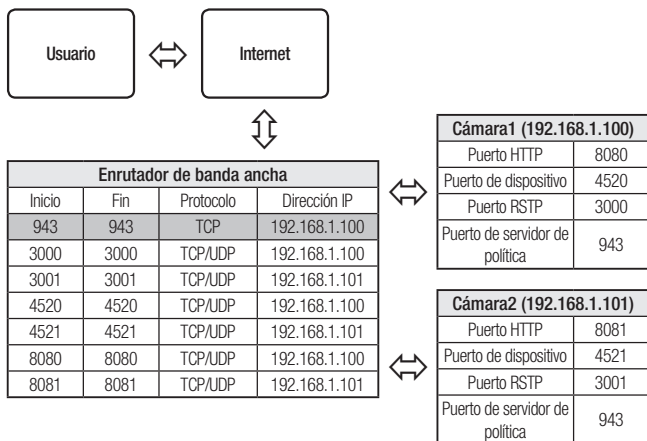 Usuario
Internet
Enrutador de banda ancha
Inicio Fin Protocolo Dirección IP
943 943 TCP 192.168.1.100
3000 3000 TCP/UDP 192.168.1.100
3001 3001 TCP/UDP 192.168.1.101
4520 4520 TCP/UDP 192.168.1.100
4521 4521 TCP/UDP 192.168.1.101
8080 8080 TCP/UDP 192.168.1.100
8081 8081 TCP/UDP 192.168.1.101
Cámara1 (192.168.1.100)
Puerto HTTP 8080
Puerto de dispositivo 4520
Puerto RSTP 3000
Puerto de servidor de
política 943
Cámara2 (192.168.1.101)
Puerto HTTP 8081
Puerto de dispositivo 4521
Puerto RSTP 3001
Puerto de servidor de
política 943